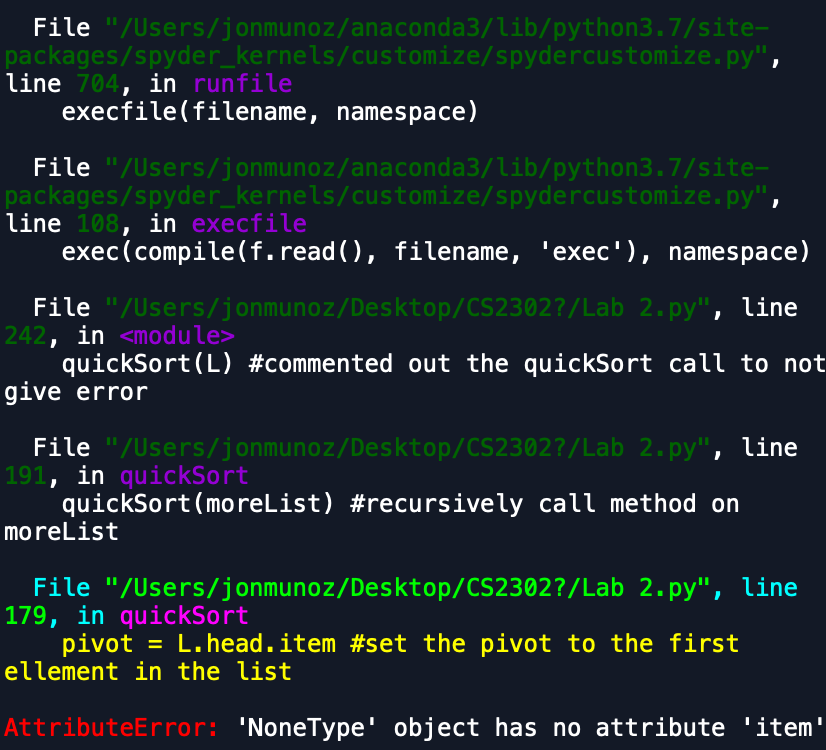 File "/Users/jonmunoz/anaconda3/lib/python3.7/site-
packages/spyder_kernels/customize/spydercustomize.py",
line 704, in runfile
execfile(filename, namespace)
File "/Users/jonmunoz/anaconda3/lib/python3.7/site-
packages/spyder_kernels/customize/spydercustomize.py",
line 108, in execfile
exec(compile(f.read(), filename, 'exec'), namespace)
File "/Users/jonmunoz/Desktop/CS2302?/Lab 2.py", line
242, in <module>
quickSort(L) #commented out the quickSort call to not
give error
File "/Users/jonmunoz/Desktop/CS2302?/Lab 2.py", line
191, in quickSort
quickSort(moreList) #recursively call method on
moreList
File "/Users/jonmunoz/Desktop/CS2302?/Lab 2.py", line
179, in quickSort
pivot = L.head.item #set the pivot to the first
ellement in the list
AttributeError: 'NoneType' object has no attribute 'item'